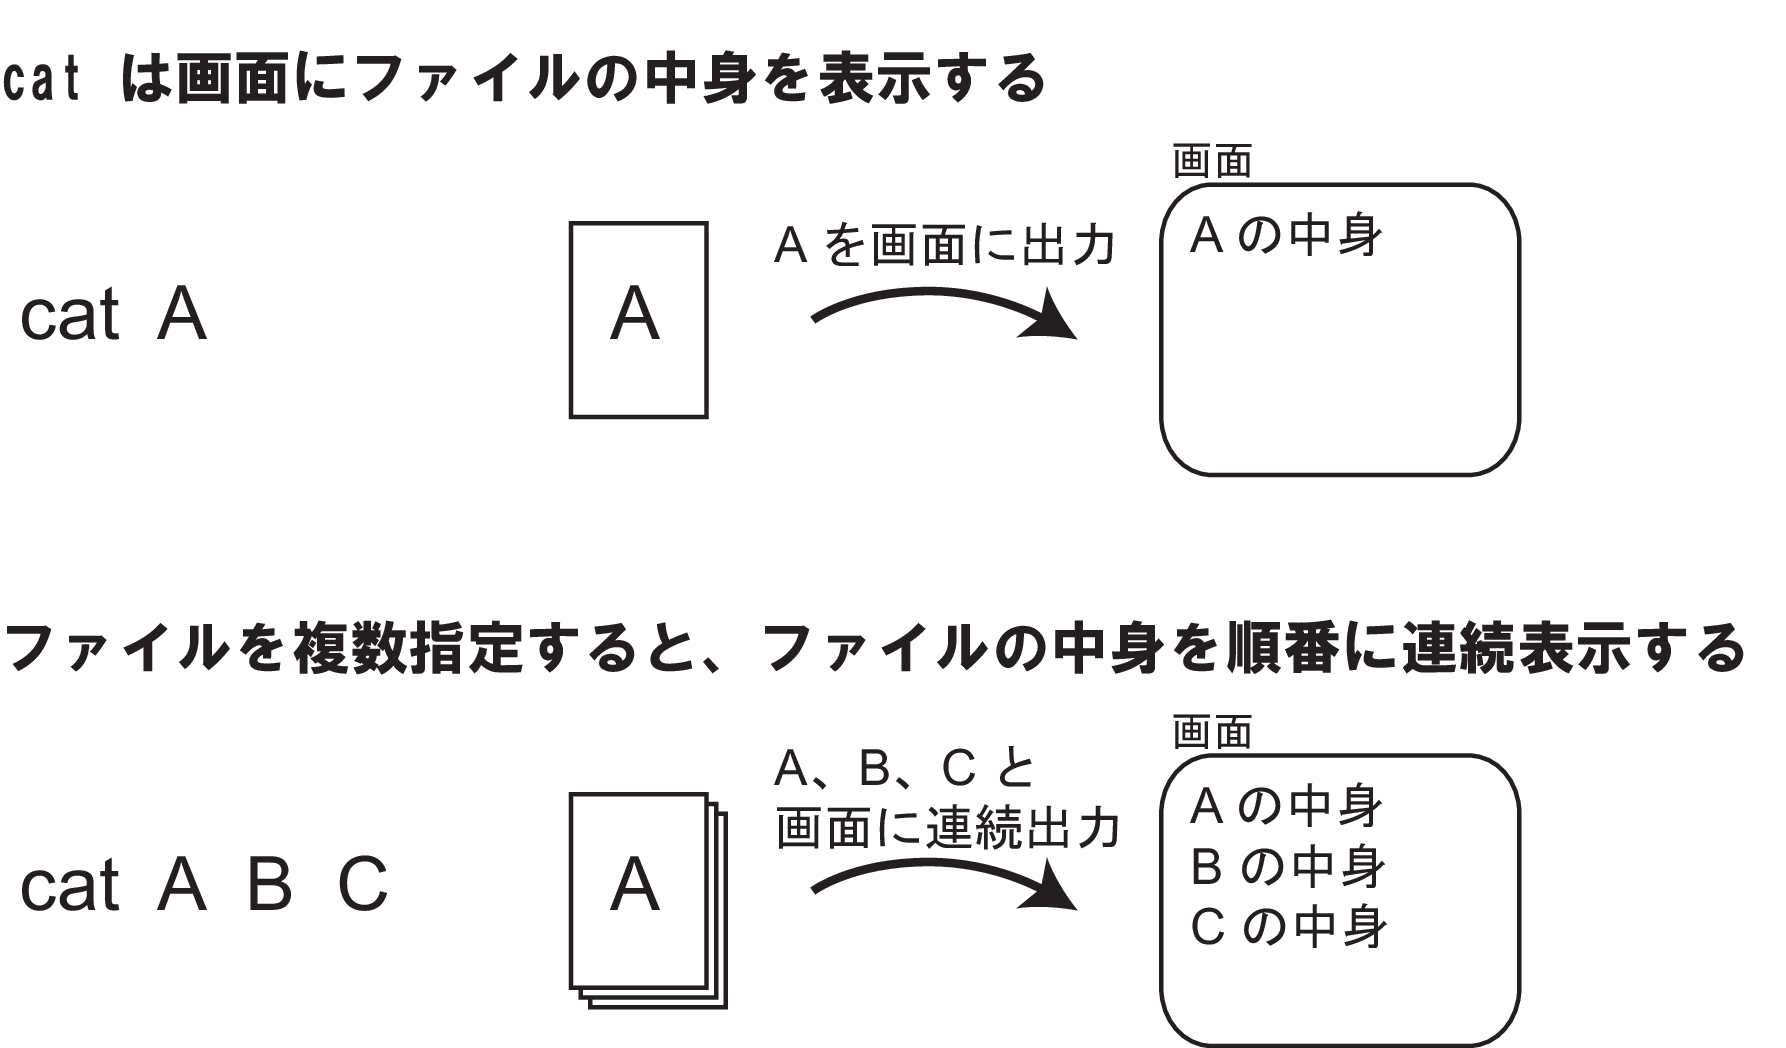 cat は画面にファイルの中身を表示する
画面
A を画面に出力
A の中身
cat A
A
ファイルを複数指定すると、ファイルの中身を順番に連続表示する
画面
A、B、C と
画面に連続出力
A の中身
B の中身
C の中身
cat A B C
A